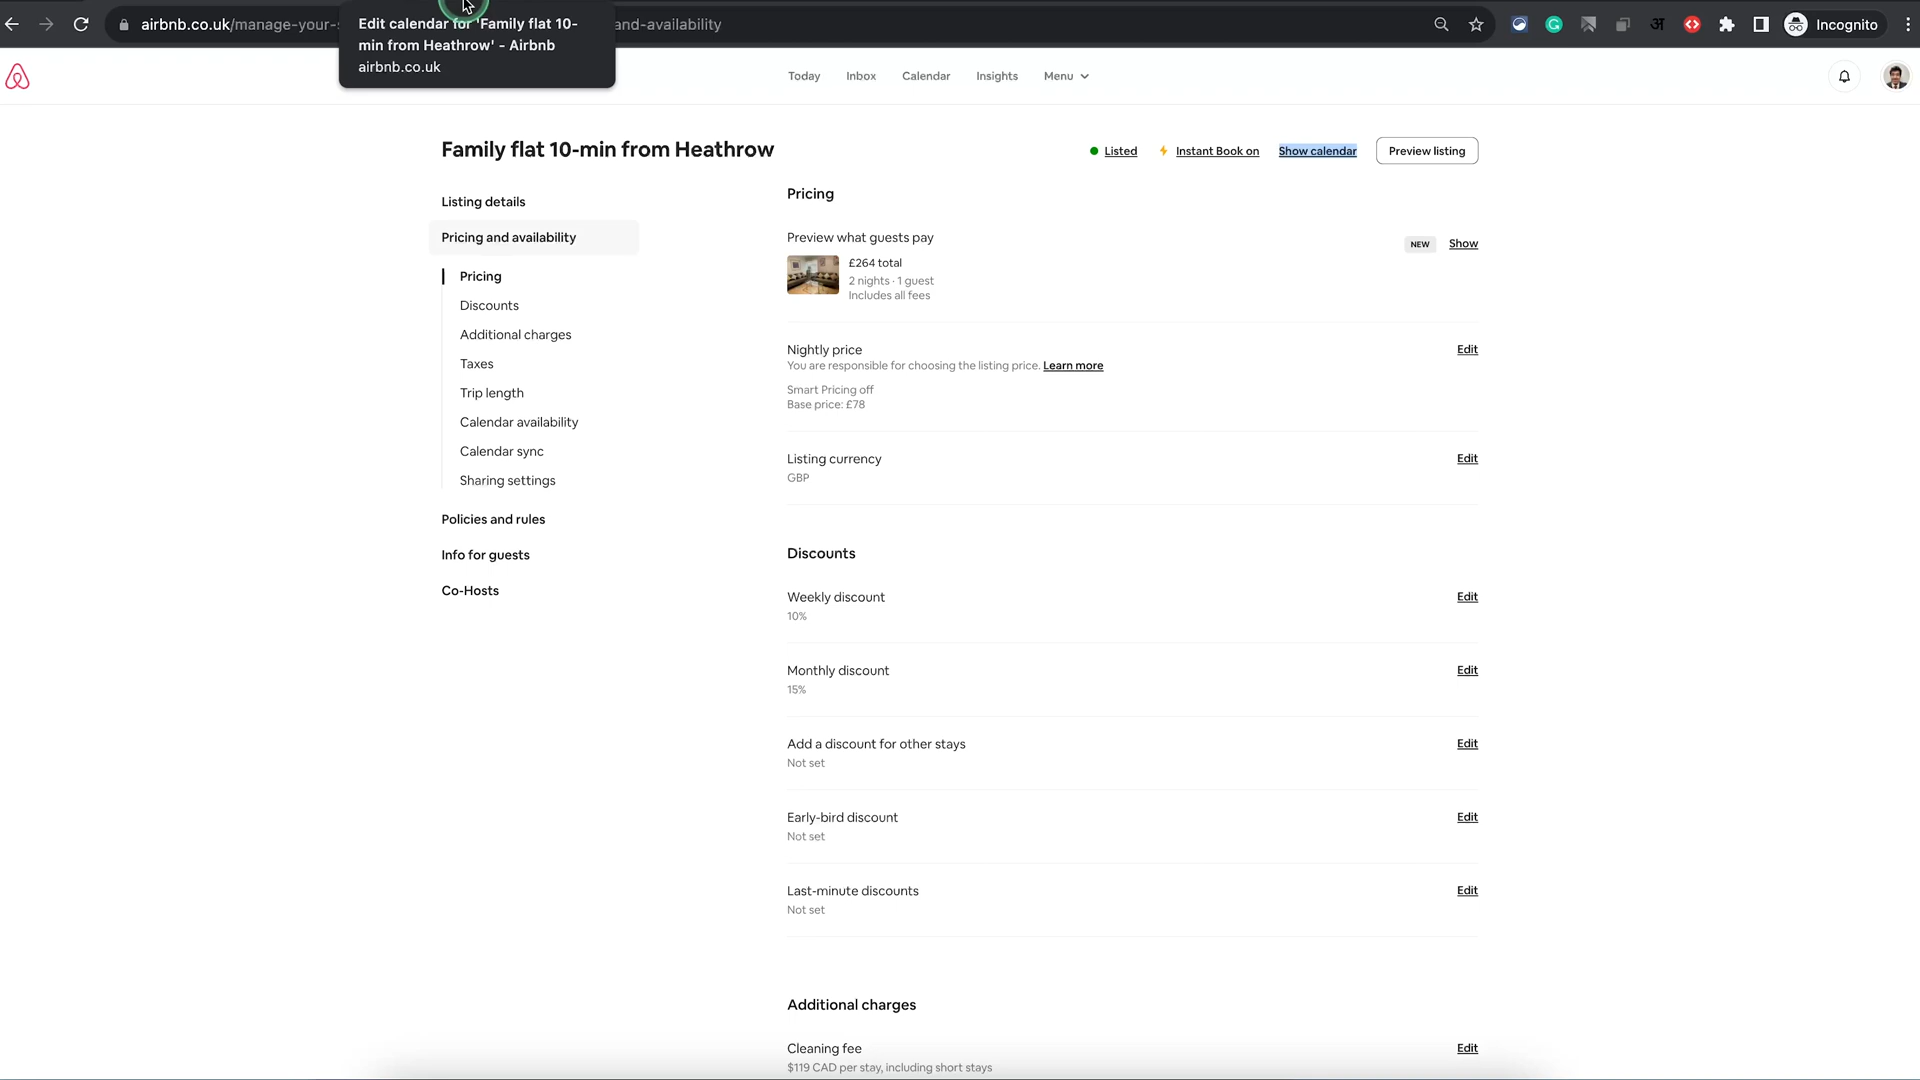 airbnb.co.uk/manage-your-
and-availability
Edit calendar for 'Family flat 10-
min from Heathrow' - Airbnb
airbnb.co.uk
Incognito
Today
Inbox
Calendar
Insights
Menu
Family flat 10-min from Heathrow
Listed
Instant Book on
Show calendar
Preview listing
Listing details
Pricing and availability
Pricing
Discounts
Additional charges
Taxes
Trip length
Calendar availability
Calendar sync
Sharing settings
Policies and rules
Info for guests
Co-Hosts
Pricing
Preview what guests pay
NEW
Show
£264 total
2 nights · 1 guest
Includes all fees
Nightly price
Edit
You are responsible for choosing the listing price. Learn more
Smart Pricing off
Base price: £78
Listing currency
Edit
GBP
Discounts
Weekly discount
Edit
10%
Monthly discount
Edit
15%
Add a discount for other stays
Edit
Not set
Early-bird discount
Edit
Not set
Last-minute discounts
Edit
Not set
Additional charges
Cleaning fee
Edit
$119 CAD per stay, including short stays